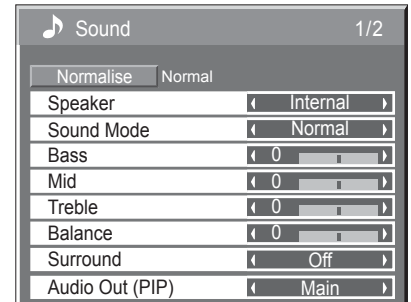 Sound 1/2
Normalise Normal
Speaker Internal
Sound Mode Normal
Bass 0
Mid 0
Treble 0
Balance 0
Surround Off
Audio Out (PIP) Main